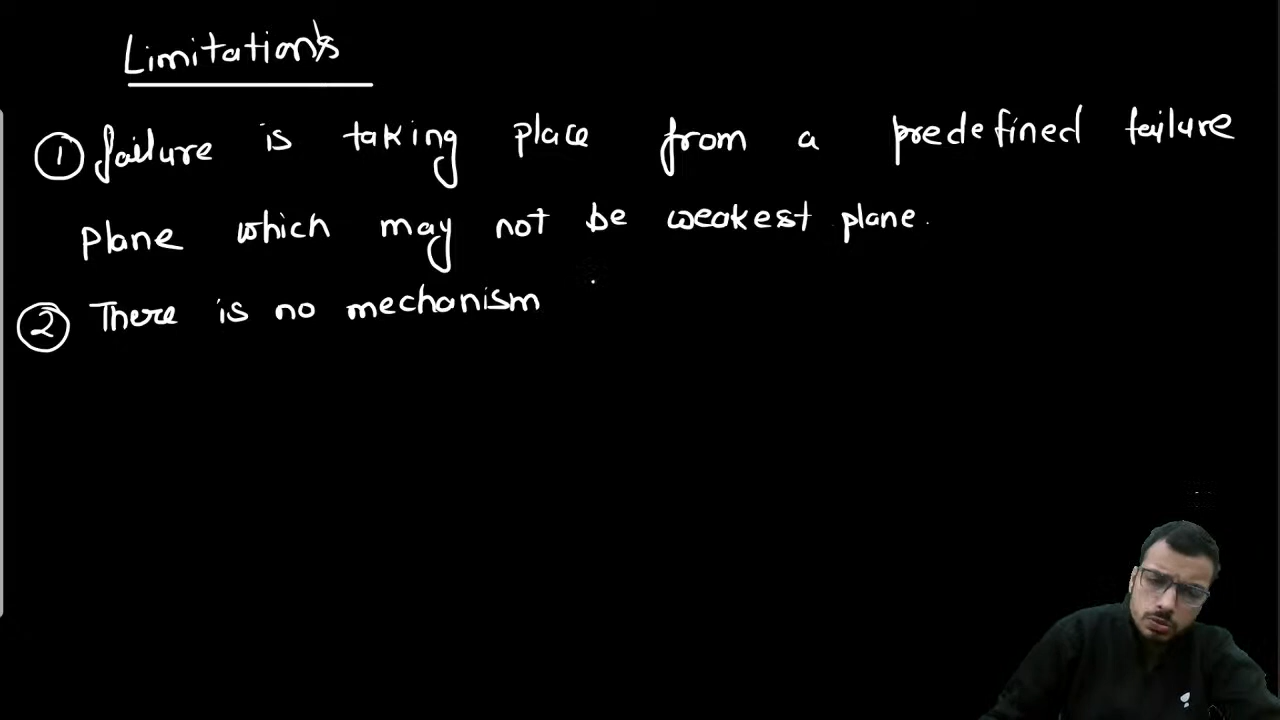 Limitation's
① failure is taking place from a predefined failure
plane which may not be weakest plane.
② There is no mechanism